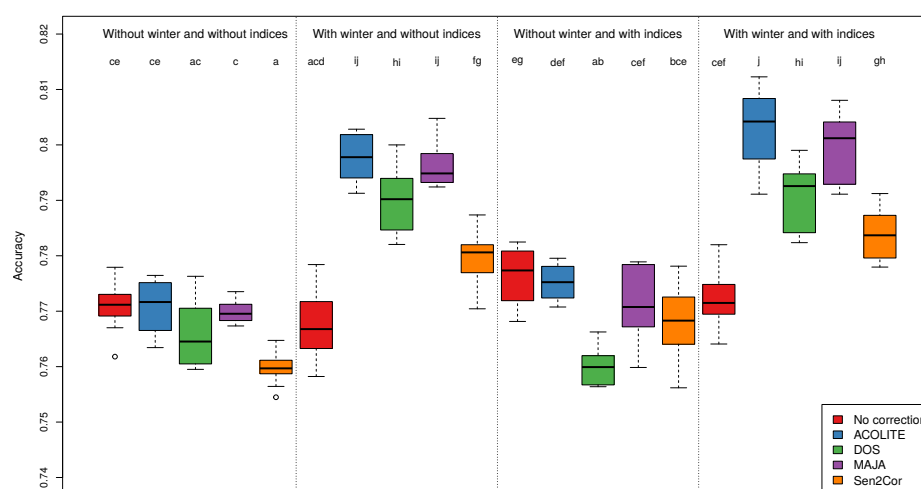 Without winter and without indices
With winter and without indices
Without winter and with indices
With winter and with indices
ce ce ac c a acd ij hi ij fg eg def ab cef bce cef j hi ij gh
0.82
0.81
0.8
0.79
0.78
0.77
0.76
0.75
0.74
Accuracy
No correction
ACOLITE
DOS
MAJA
Sen2Cor